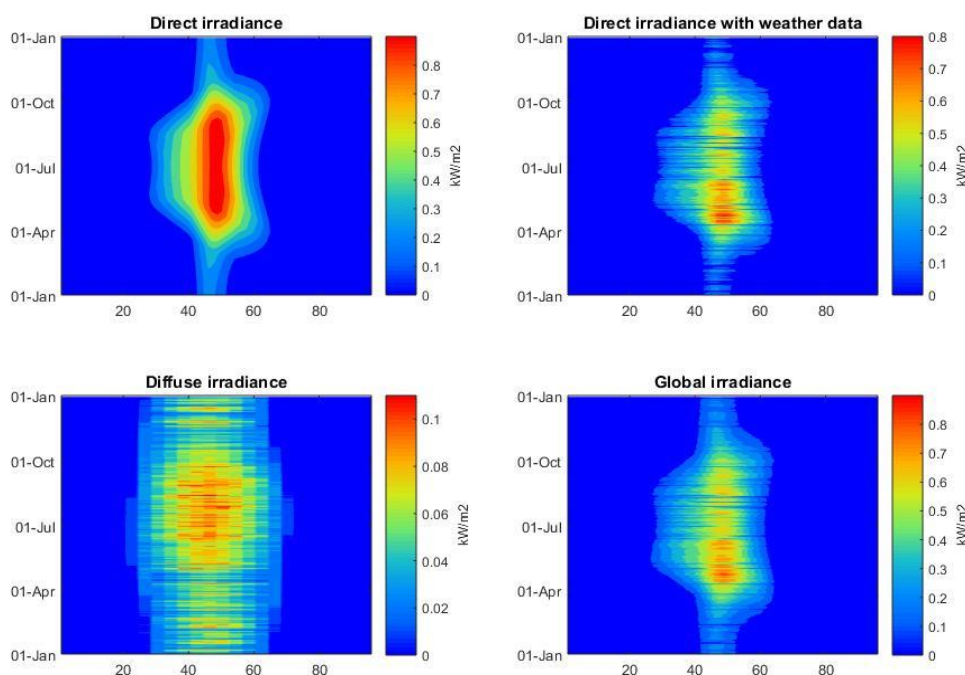 Direct irradiance
01-Jan
01-Oct
01-Jul
01-Apr
01-Jan
20 40 60 80
0.8
0.7
0.6
0.5
0.4
0.3
0.2
0.1
0
kW/m2
Direct irradiance with weather data
01-Jan
01-Oct
01-Jul
01-Apr
01-Jan
20 40 60 80
0.8
0.7
0.6
0.5
0.4
0.3
0.2
0.1
0
kW/m2
Diffuse irradiance
01-Jan
01-Oct
01-Jul
01-Apr
01-Jan
20 40 60 80
0.1
0.08
0.06
0.04
0.02
0
kW/m2
Global irradiance
01-Jan
01-Oct
01-Jul
01-Apr
01-Jan
20 40 60 80
0.8
0.7
0.6
0.5
0.4
0.3
0.2
0.1
0
kW/m2